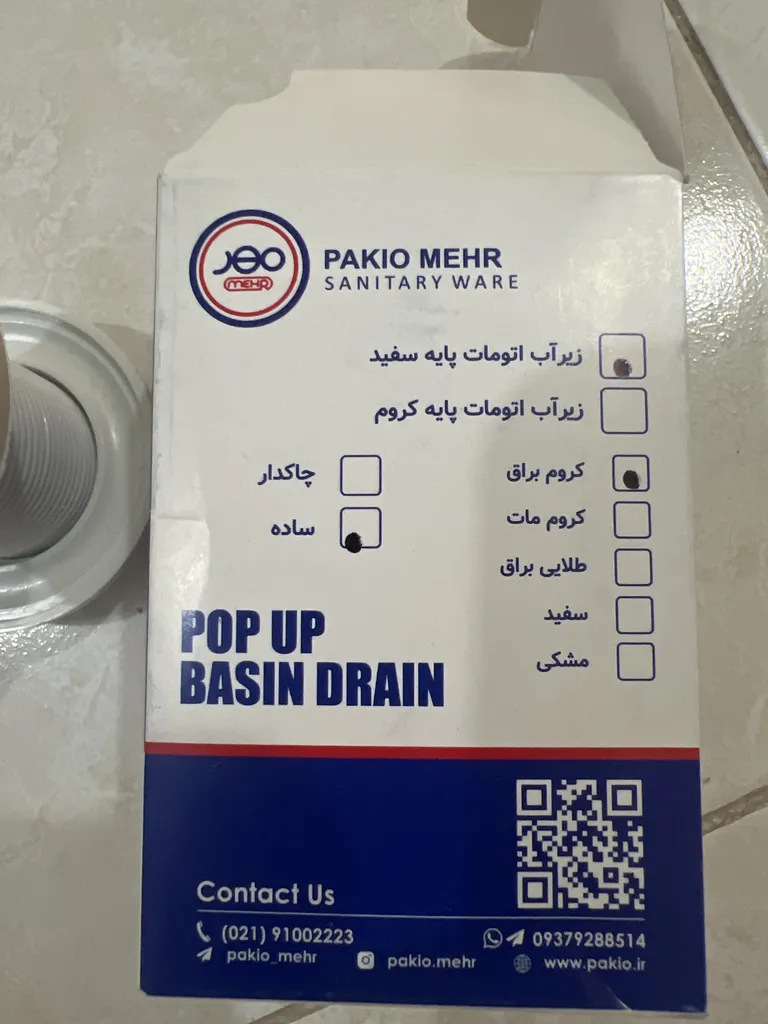 مهر
MEHR
PAKIO MEHR
SANITARY WARE
زیرآب اتومات پایه سفید
زیرآب اتومات پایه کروم
کروم براق
کروم مات
طلایی براق
سفید
مشکی
چاکدار
ساده
POP UP
BASIN DRAIN
Contact Us
(021) 91002223
09379288514
pakio_mehr
pakio.mehr
www.pakio.ir